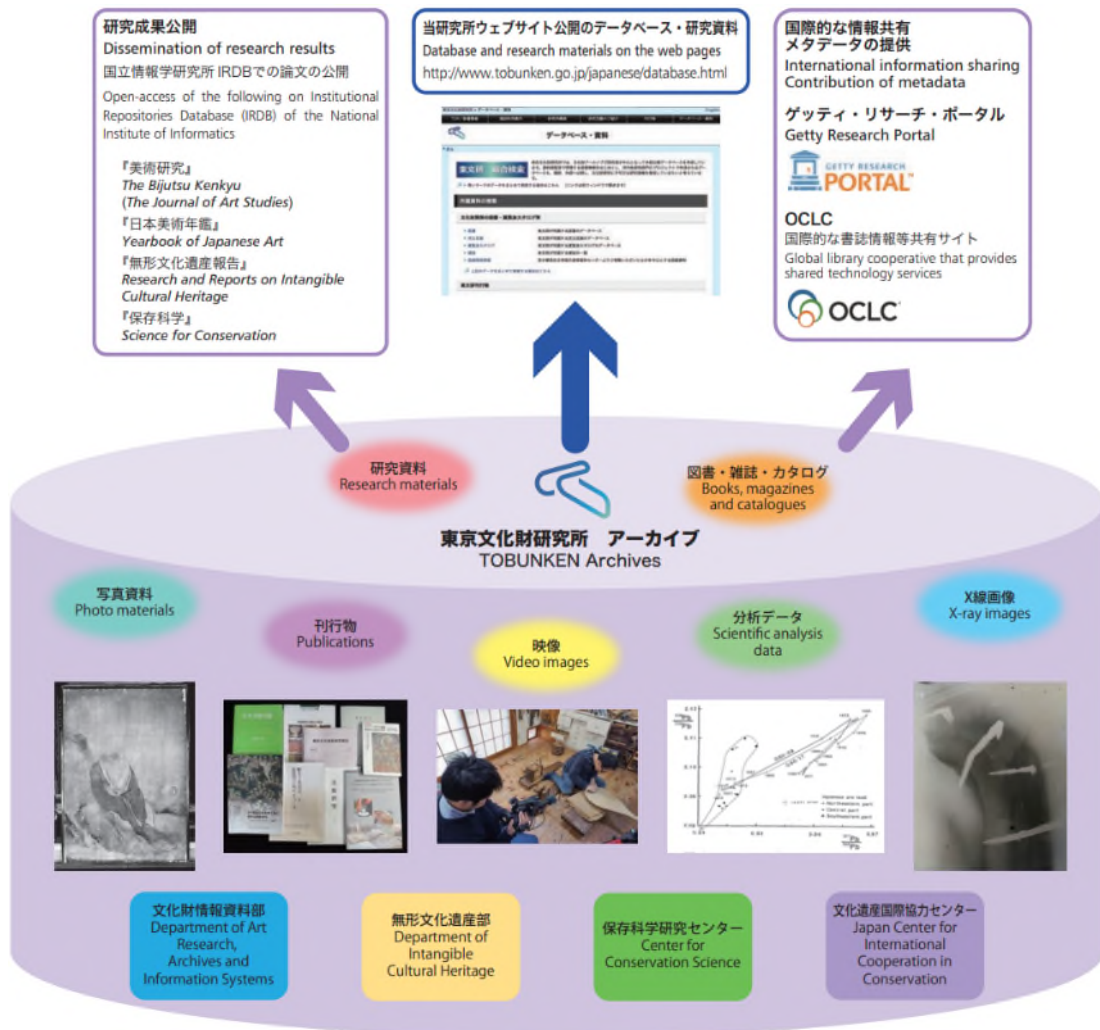 研究成果公開
Dissemination of research results
国立情報学研究所 IRDBでの論文の公開
Open-access of the following on Institutional
Repositories Database (IRDB) of the National
Institute of Informatics
『美術研究』
The Bijutsu Kenkyu
(The Journal of Art Studies)
『日本美術年鑑』
Yearbook of Japanese Art
『無形文化遺産報告』
Research and Reports on Intangible
Cultural Heritage
『保存科学』
Science for Conservation
当研究所ウェブサイト公開のデータベース・研究資料
Database and research materials on the web pages
http://www.tobunken.go.jp/japanese/database.html
データベース・資料
国際的な情報共有
メタデータの提供
International information sharing
Contribution of metadata
ゲッティ・リサーチ・ポータル
Getty Research Portal
GETTY RESEARCH
PORTAL™
OCLC
国際的な書誌情報等共有サイト
Global library cooperative that provides
shared technology services
OCLC
研究資料
Research materials
図書・雑誌・カタログ
Books, magazines
and catalogues
東京文化財研究所 アーカイブ
TOBUNKEN Archives
写真資料
Photo materials
刊行物
Publications
映像
Video images
分析データ
Scientific analysis
data
X線画像
X-ray images
文化財情報資料部
Department of Art
Research,
Archives and
Information Systems
無形文化遺産部
Department of
Intangible
Cultural Heritage
保存科学研究センター
Center for
Conservation Science
文化遺産国際協力センター
Japan Center for
International
Cooperation in
Conservation